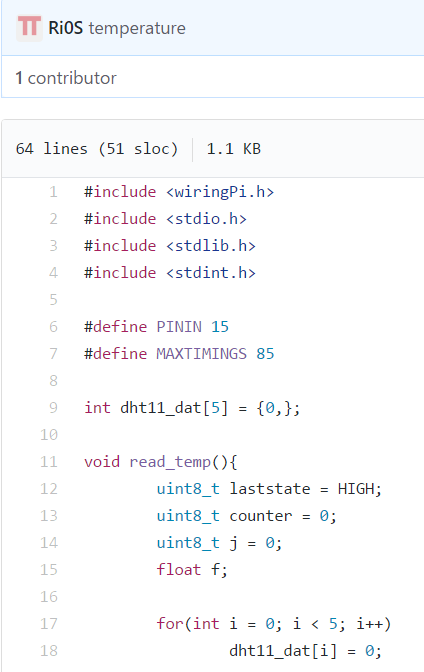 Ri0S temperature
1 contributor
64 lines (51 sloc) 1.1 KB
1 #include <wiringPi.h>
2 #include <stdio.h>
3 #include <stdlib.h>
4 #include <stdint.h>
5
6 #define PININ 15
7 #define MAXTIMINGS 85
8
9 int dht11_dat[5] = {0,};
10
11 void read_temp(){
12 uint8_t laststate = HIGH;
13 uint8_t counter = 0;
14 uint8_t j = 0;
15 float f;
16
17 for(int i = 0; i < 5; i++)
18 dht11_dat[i] = 0;